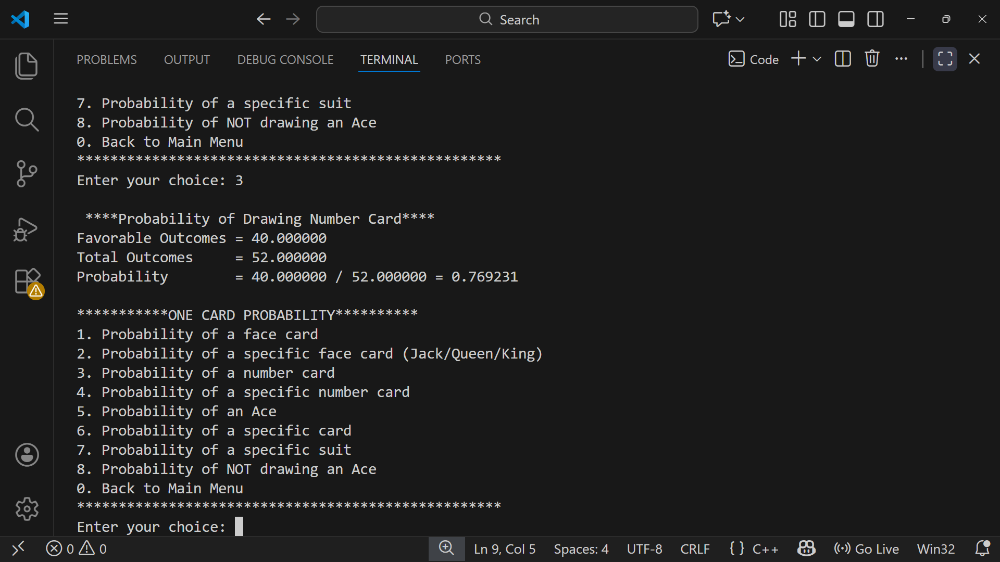 Search
PROBLEMS OUTPUT DEBUG CONSOLE TERMINAL PORTS Code
7. Probability of a specific suit
8. Probability of NOT drawing an Ace
0. Back to Main Menu
***************************************************
Enter your choice: 3
****Probability of Drawing Number Card****
Favorable Outcomes = 40.000000
Total Outcomes     = 52.000000
Probability        = 40.000000 / 52.000000 = 0.769231
***********ONE CARD PROBABILITY**********
1. Probability of a face card
2. Probability of a specific face card (Jack/Queen/King)
3. Probability of a number card
4. Probability of a specific number card
5. Probability of an Ace
6. Probability of a specific card
7. Probability of a specific suit
8. Probability of NOT drawing an Ace
0. Back to Main Menu
***************************************************
Enter your choice:
0 0 Ln 9, Col 5 Spaces: 4 UTF-8 CRLF { } C++ Go Live Win32